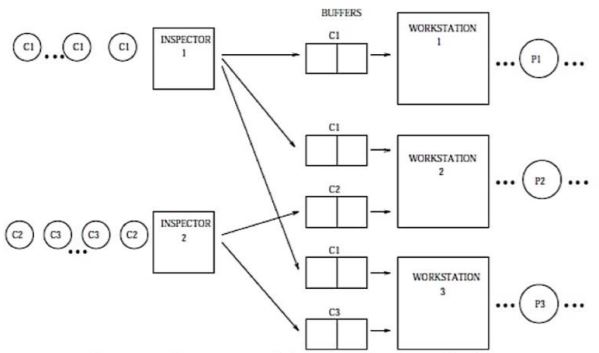 BUFFERS
C1 ... C1 C1
INSPECTOR
1
C1
WORKSTATION
1
... P1 ...
C1
WORKSTATION
2
... P2 ...
C2
C2 C3 ... C3 C2
INSPECTOR
2
C1
WORKSTATION
3
... P3 ...
C3